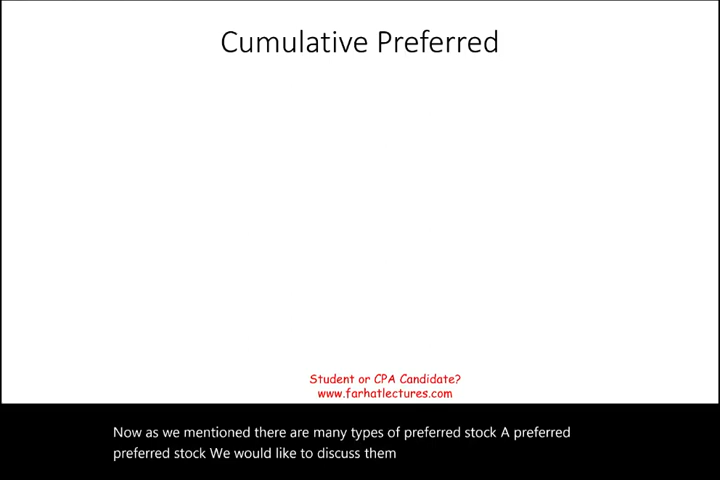 Cumulative Preferred
Student or CPA Candidate?
www.farhatlectures.com
Now as we mentioned there are many types of preferred stock A preferred
preferred stock We would like to discuss them